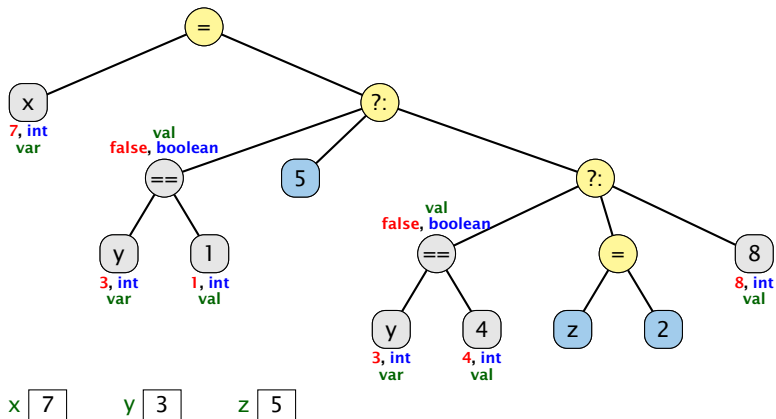 =
x
7, int
var
?:
val
false, boolean
==
5
?:
y
3, int
var
1
1, int
val
val
false, boolean
==
=
8
8, int
val
y
3, int
var
4
4, int
val
z
2
x 7 y 3 z 5